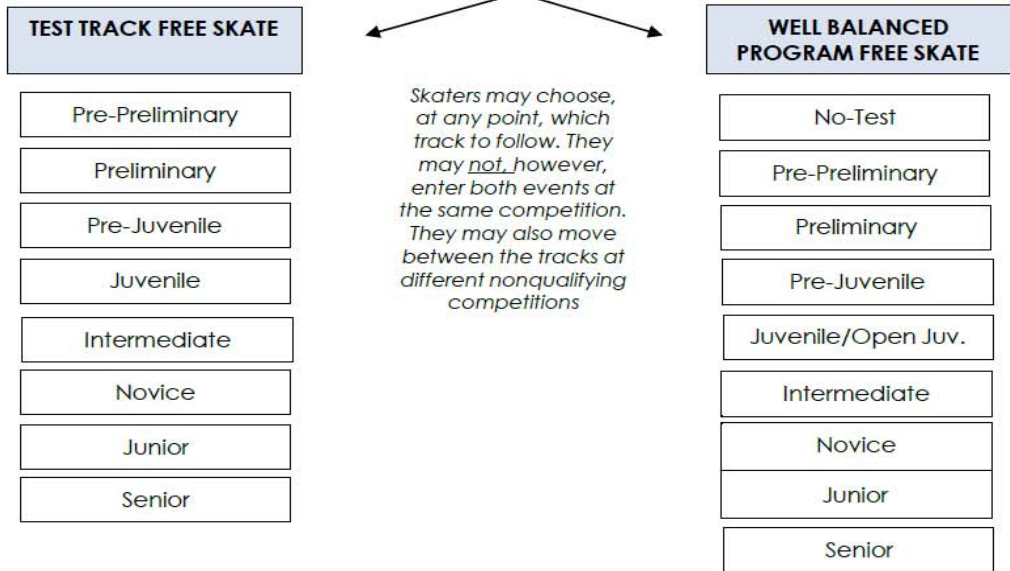 TEST TRACK FREE SKATE
Pre-Preliminary
Preliminary
Pre-Juvenile
Juvenile
Intermediate
Novice
Junior
Senior
Skaters may choose,
at any point, which
track to follow. They
may not, however,
enter both events at
the same competition.
They may also move
between the tracks at
different nonqualifying
competitions
WELL BALANCED
PROGRAM FREE SKATE
No-Test
Pre-Preliminary
Preliminary
Pre-Juvenile
Juvenile/Open Juv.
Intermediate
Novice
Junior
Senior